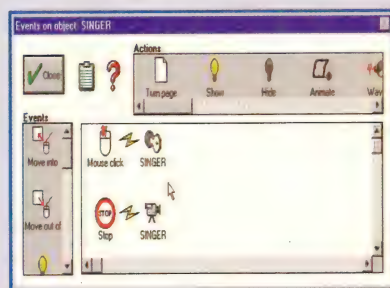 Events on object SINGER
Actions
Close
Turn page
Show
Hide
Animate
Wav
Events
Move into
Mouse click
SINGER
Move out of
STOP
Stop
SINGER